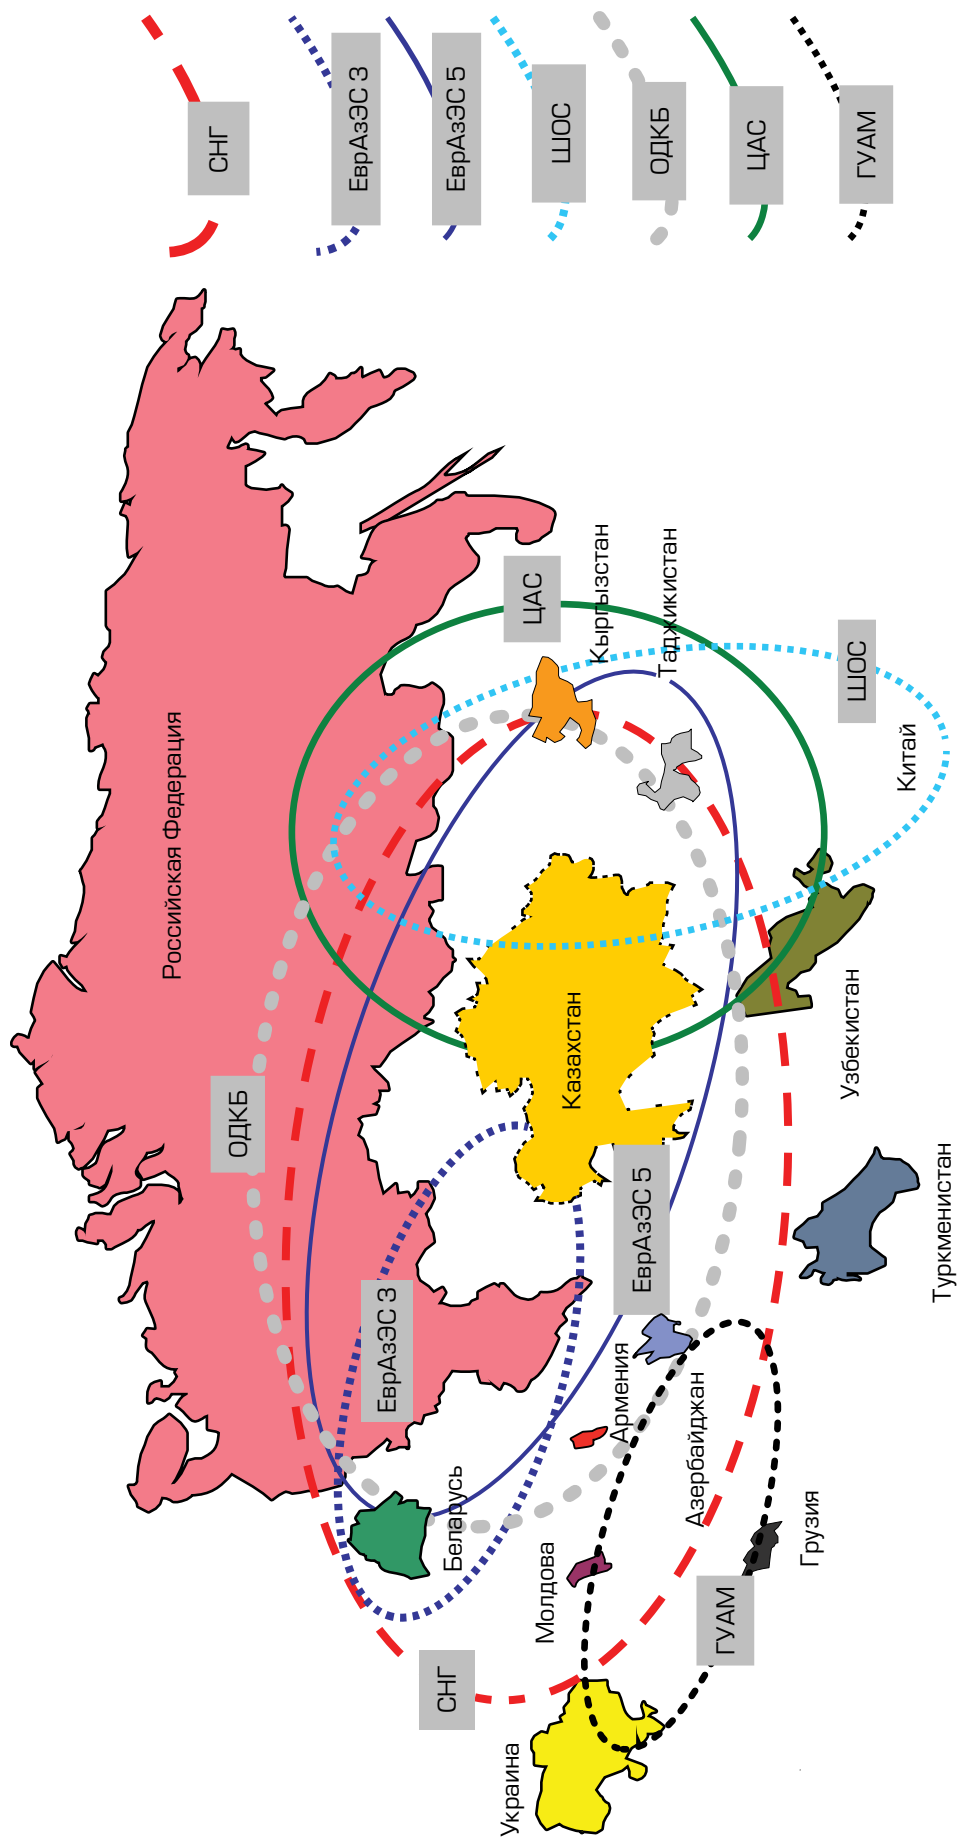 Российская Федерация
ЦАС
Кыргызстан
Таджикистан
ШОС
Китай
ОДКБ
Казахстан
Узбекистан
ЕврАзЭС 3
ЕврАзЭС 5
Туркменистан
Армения
Азербайджан
Беларусь
Молдова
Грузия
ГУАМ
СНГ
Украина
СНГ
ЕврАзЭС 3
ЕврАзЭС 5
ШОС
ОДКБ
ЦАС
ГУАМ